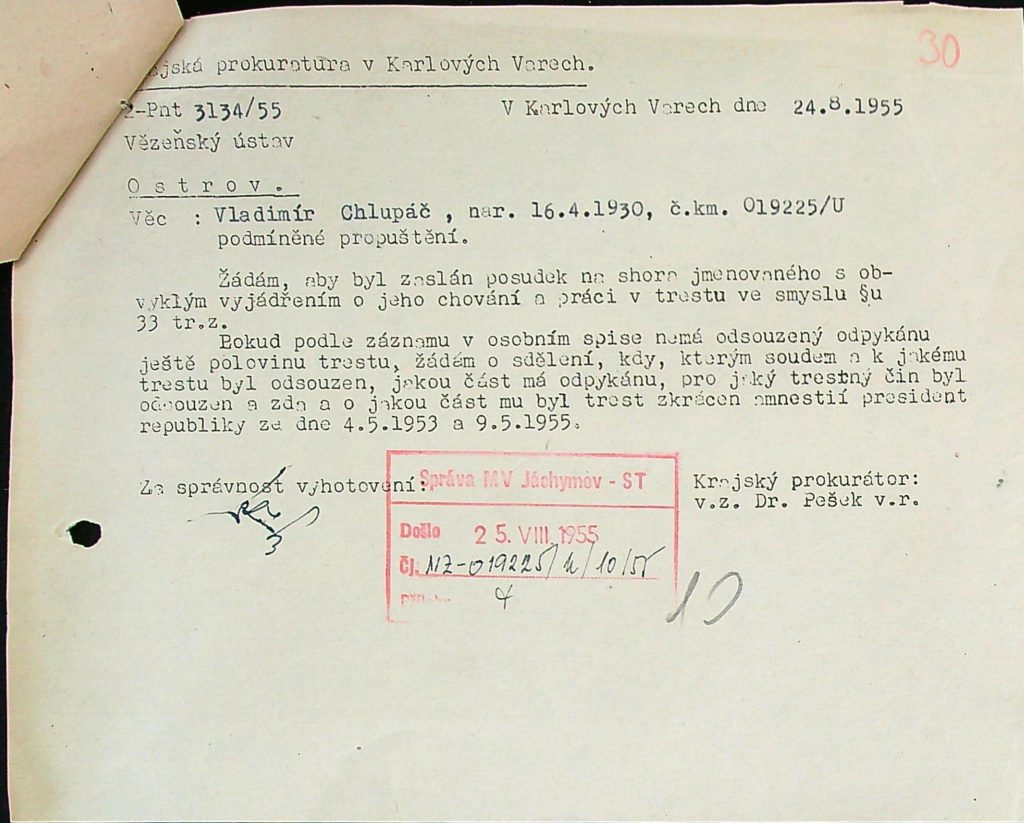 30
jská prokuratura v Karlových Varech.
-Pnt 3134/55 V Karlových Varech dne 24.8.1955
Vězeňský ústav
Ostrov.
Věc : Vladimír Chlupáč , nar. 16.4.1930, č.km. 019225/U
podmíněné propuštění.
Žádám, aby byl zaslán posudek na shora jmenovaného s ob-
vyklým vyjádřením o jeho chování a práci v trestu ve smyslu §u
33 tr.z.
Pokud podle záznamu v osobním spise nemá odsouzený odpykánu
ještě polovinu trestu, žádám o sdělení, kdy, kterým soudem a k jakému
trestu byl odsouzen, jakou část má odpykánu, pro jaký trestný čin byl
odsouzen a zda a o jakou část mu byl trest zkrácen amnestií president
republiky ze dne 4.5.1953 a 9.5.1955.
Za správnost vyhotovení:
Správa MV Jáchymov - ST
Došlo 25. VIII. 1955
Čj. NZ-019225/U/10/55
4
Krajský prokurátor:
v.z. Dr. Pešek v.r.
10